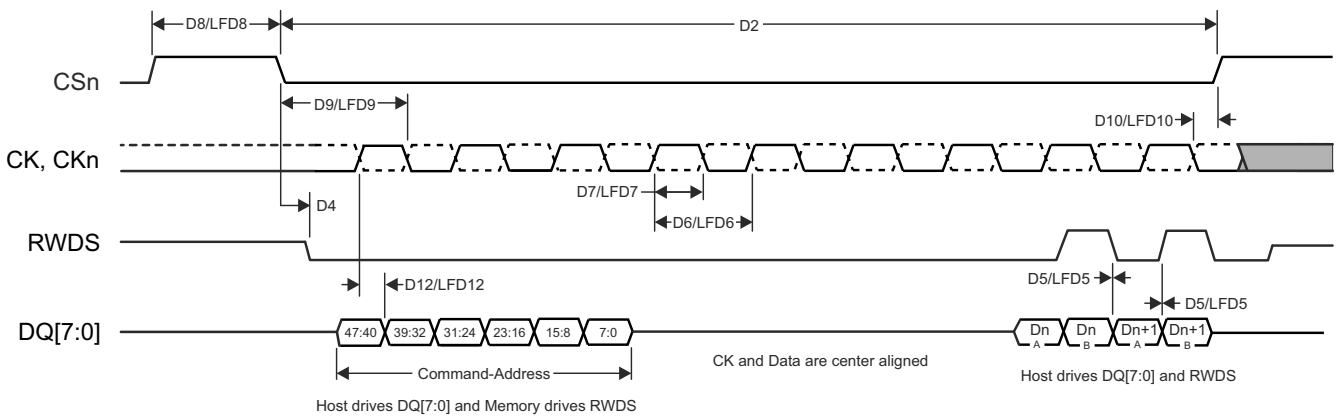 D8/LFD8
D2
CSn
D9/LFD9
D10/LFD10
CK, CKn
D7/LFD7
D4
D6/LFD6
RWDS
D12/LFD12
D5/LFD5
D5/LFD5
DQ[7:0]
47:40 39:32 31:24 23:16 15:8 7:0
Dn A Dn B Dn+1 A Dn+1 B
CK and Data are center aligned
Command-Address
Host drives DQ[7:0] and RWDS
Host drives DQ[7:0] and Memory drives RWDS